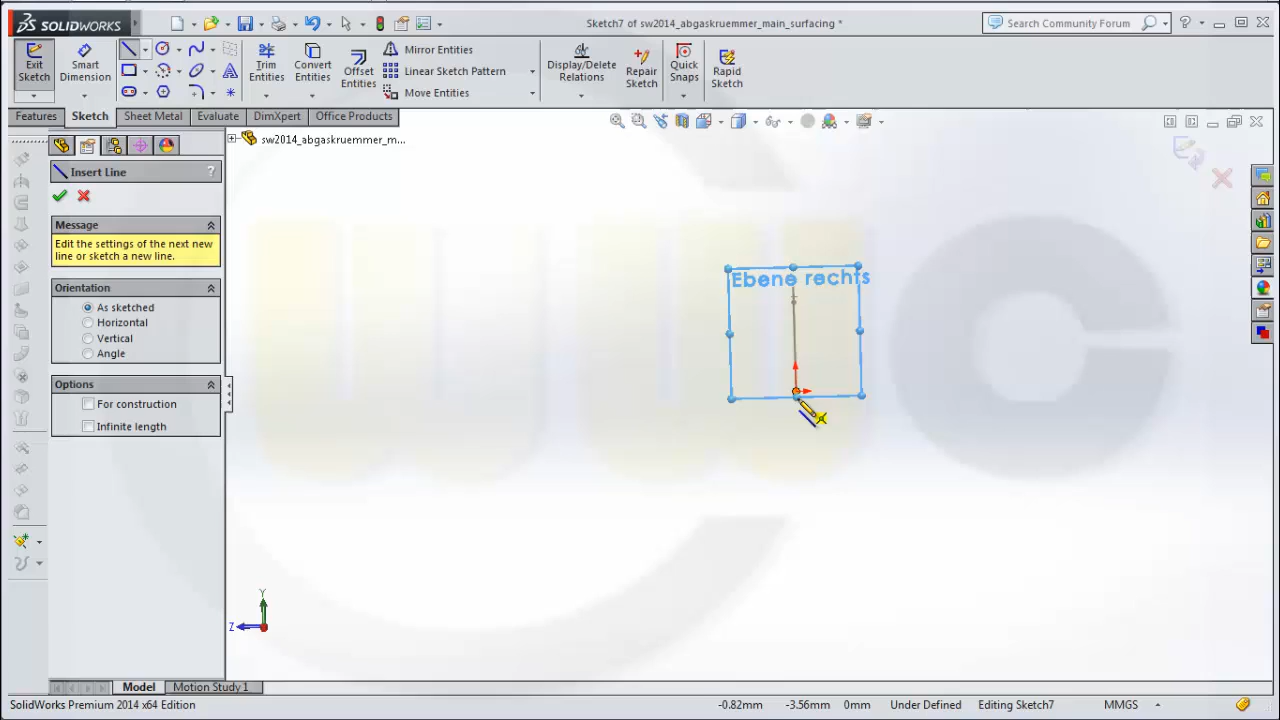 SOLIDWORKS
Sketch7 of sw2014_abgaskruemmer_main_surfacing *
Search Community Forum
?
Exit Sketch
Smart Dimension
Trim Entities
Convert Entities
Offset Entities
Mirror Entities
Linear Sketch Pattern
Move Entities
Display/Delete Relations
Repair Sketch
Quick Snaps
Rapid Sketch
Features
Sketch
Sheet Metal
Evaluate
DimXpert
Office Products
sw2014_abgaskruemmer_m...
Insert Line
?
Message
Edit the settings of the next new
line or sketch a new line.
Orientation
As sketched
Horizontal
Vertical
Angle
Options
For construction
Infinite length
Ebene rechts
Y
Z
Model
Motion Study 1
SolidWorks Premium 2014 x64 Edition
-0.82mm
-3.56mm
0mm
Under Defined
Editing Sketch7
MMGS